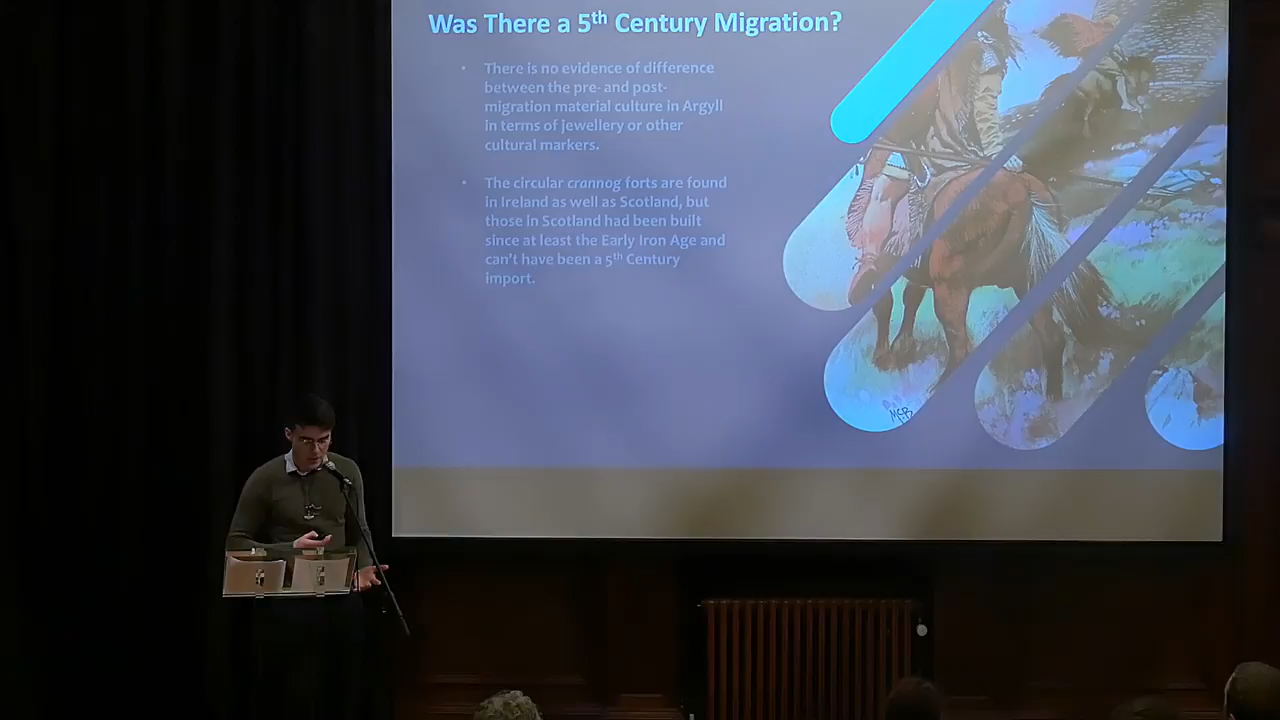 Was There a 5th Century Migration?
• There is no evidence of difference
between the pre- and post-
migration material culture in Argyll
in terms of jewellery or other
cultural markers.
• The circular crannog forts are found
in Ireland as well as Scotland, but
those in Scotland had been built
since at least the Early Iron Age and
can't have been a 5th Century
import.
McB